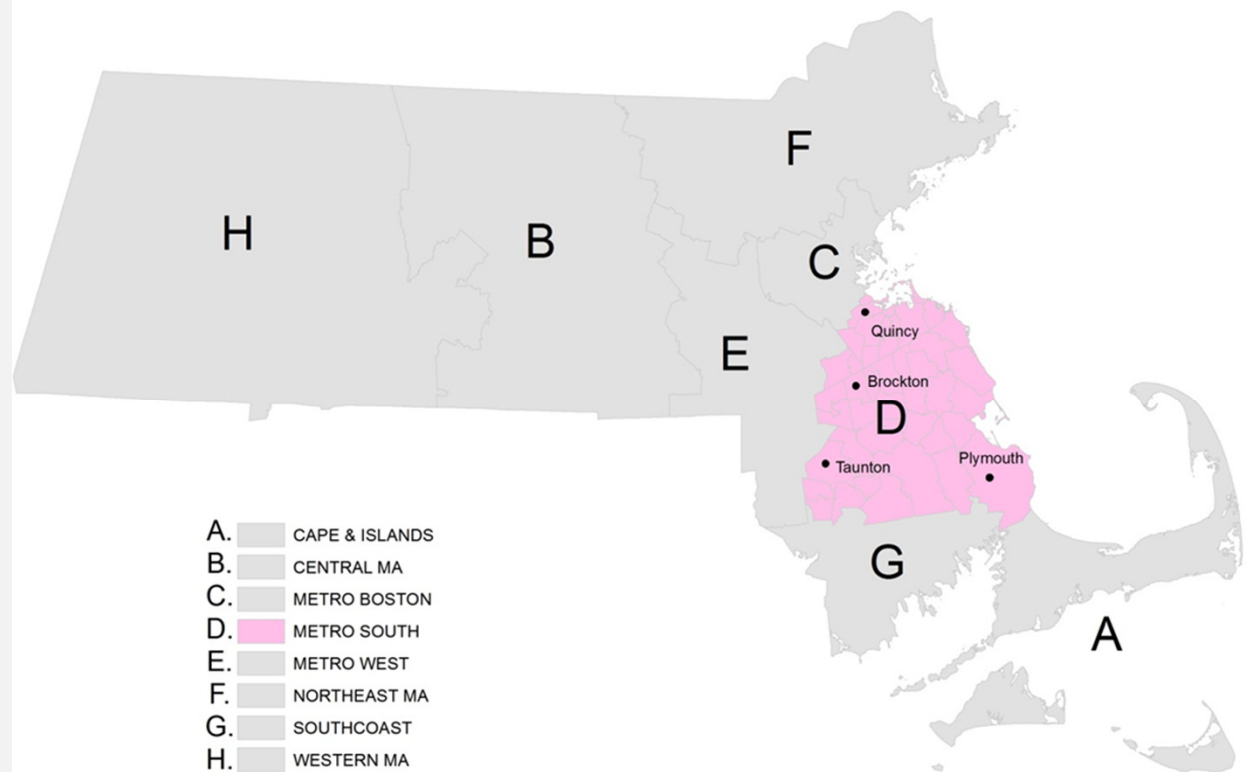 F
H
B
C
Quincy
E
Brockton
D
Plymouth
Taunton
G
A
A. CAPE & ISLANDS
B. CENTRAL MA
C. METRO BOSTON
D. METRO SOUTH
E. METRO WEST
F. NORTHEAST MA
G. SOUTHCOAST
H. WESTERN MA